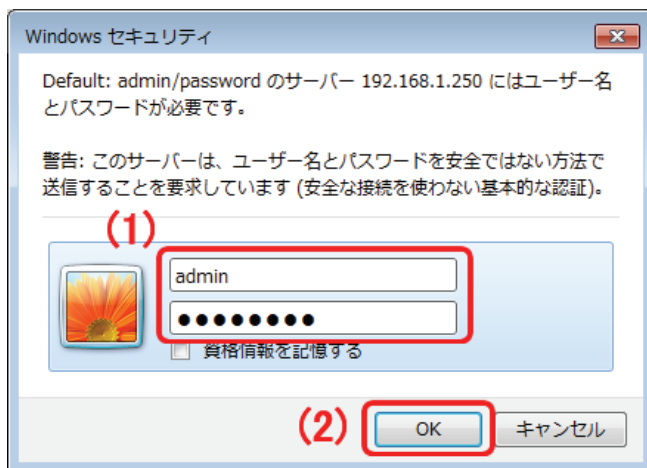 Windows セキュリティ
Default: admin/password のサーバー 192.168.1.250 にはユーザー名
とパスワードが必要です。
警告: このサーバーは、ユーザー名とパスワードを安全ではない方法で
送信することを要求しています (安全な接続を使わない基本的な認証)。
(1)
admin
●●●●●●●●
資格情報を記憶する
(2)
OK
キャンセル